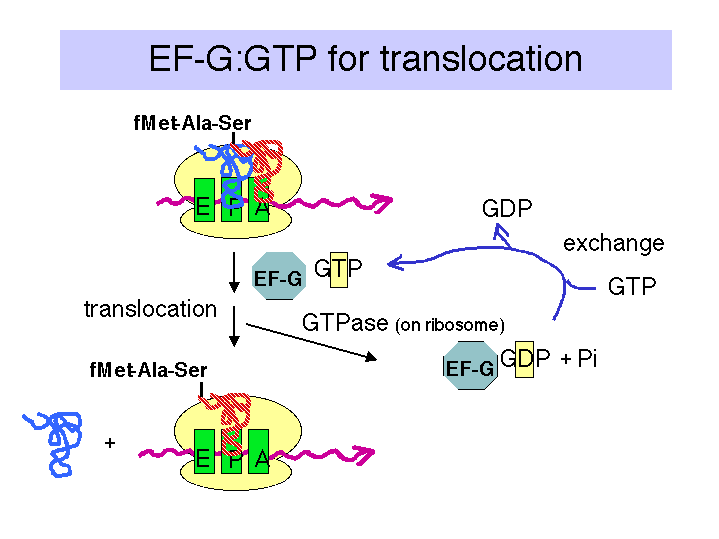 EF-G:GTP for translocation
fMet-Ala-Ser
E P A
GDP
exchange
EF-G GTP
GTP
translocation
GTPase (on ribosome)
fMet-Ala-Ser
EF-G GDP + Pi
+
E P A